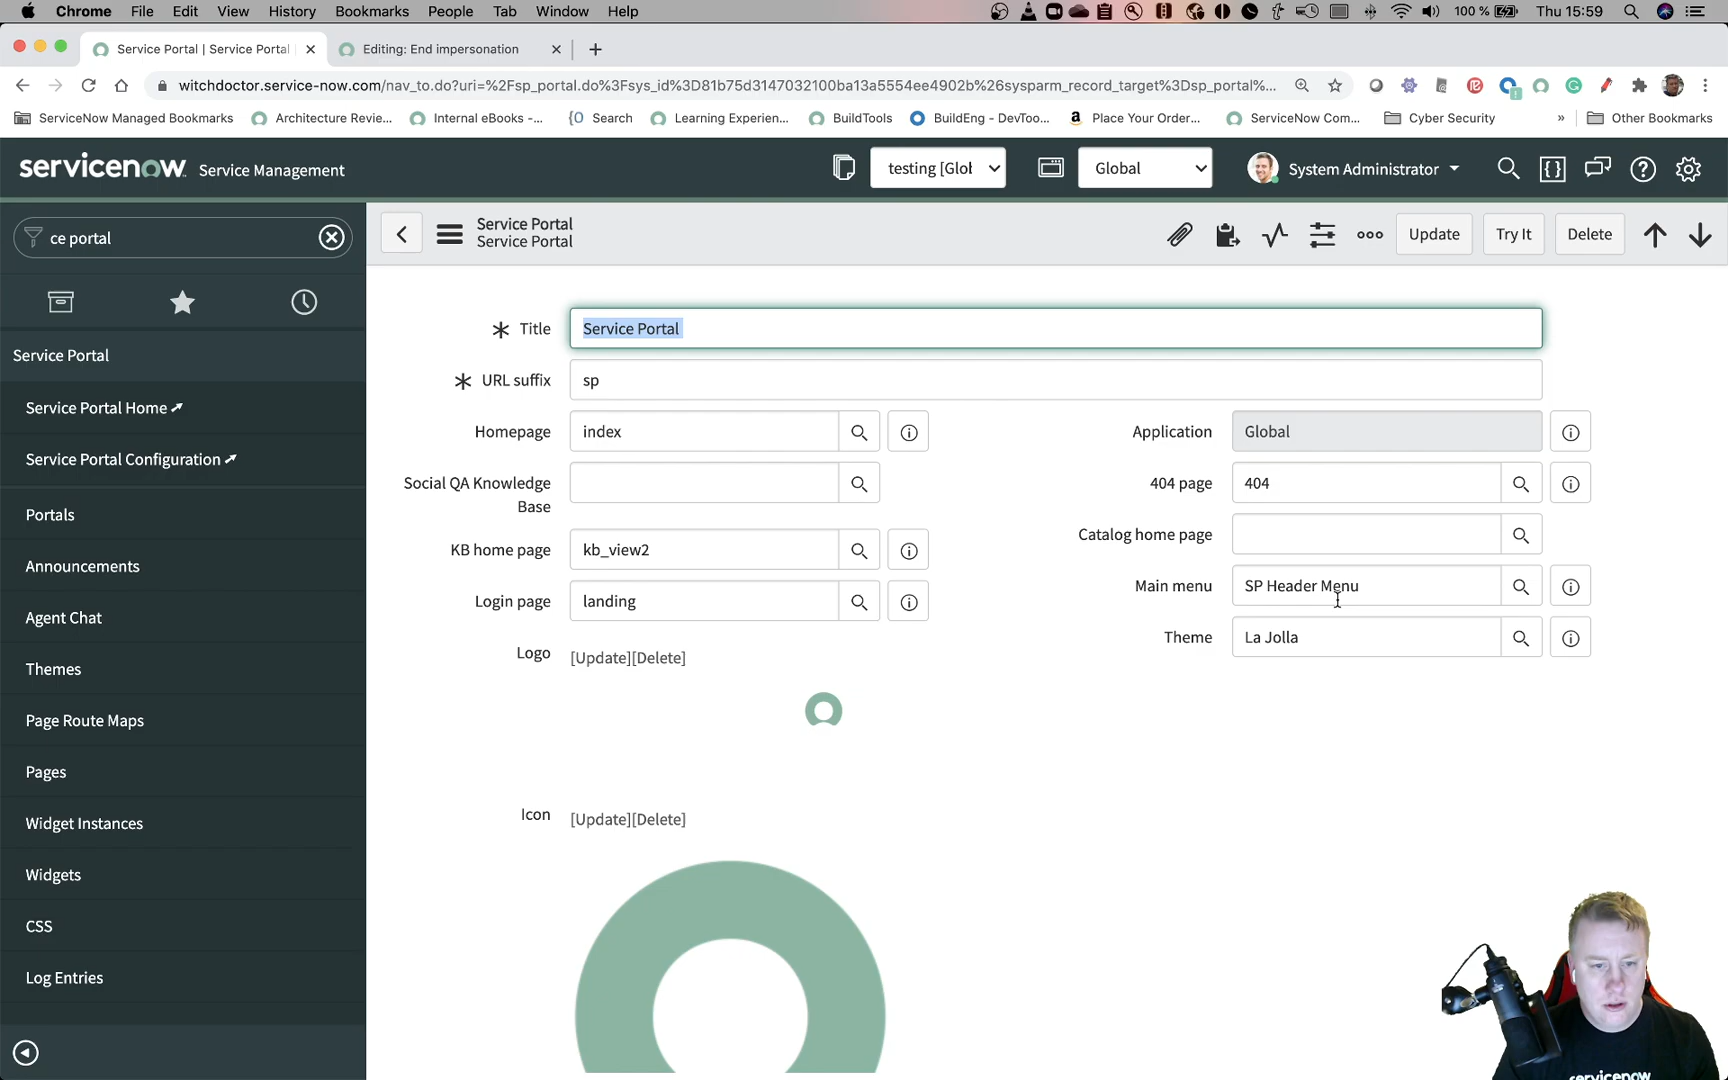 Chrome File Edit View History Bookmarks People Tab Window Help
100 % Thu 15:59
Service Portal | Service Portal
Editing: End impersonation
witchdoctor.service-now.com/nav_to.do?uri=%2Fsp_portal.do%3Fsys_id%3D81b75d3147032100ba13a5554ee4902b%26sysparm_record_target%3Dsp_portal%...
ServiceNow Managed Bookmarks Architecture Revie... Internal eBooks -... Search Learning Experien... BuildTools BuildEng - DevToo... Place Your Order... ServiceNow Com... Cyber Security » Other Bookmarks
servicenow Service Management
testing [Glol
Global
System Administrator
ce portal
Service Portal
Service Portal Home
Service Portal Configuration
Portals
Announcements
Agent Chat
Themes
Page Route Maps
Pages
Widget Instances
Widgets
CSS
Log Entries
Service Portal
Service Portal
Update Try It Delete
Title Service Portal
URL suffix sp
Homepage index
Application Global
Social QA Knowledge
Base
404 page 404
Catalog home page
KB home page kb_view2
Main menu SP Header Menu
Login page landing
Theme La Jolla
Logo [Update][Delete]
Icon [Update][Delete]
servicenow